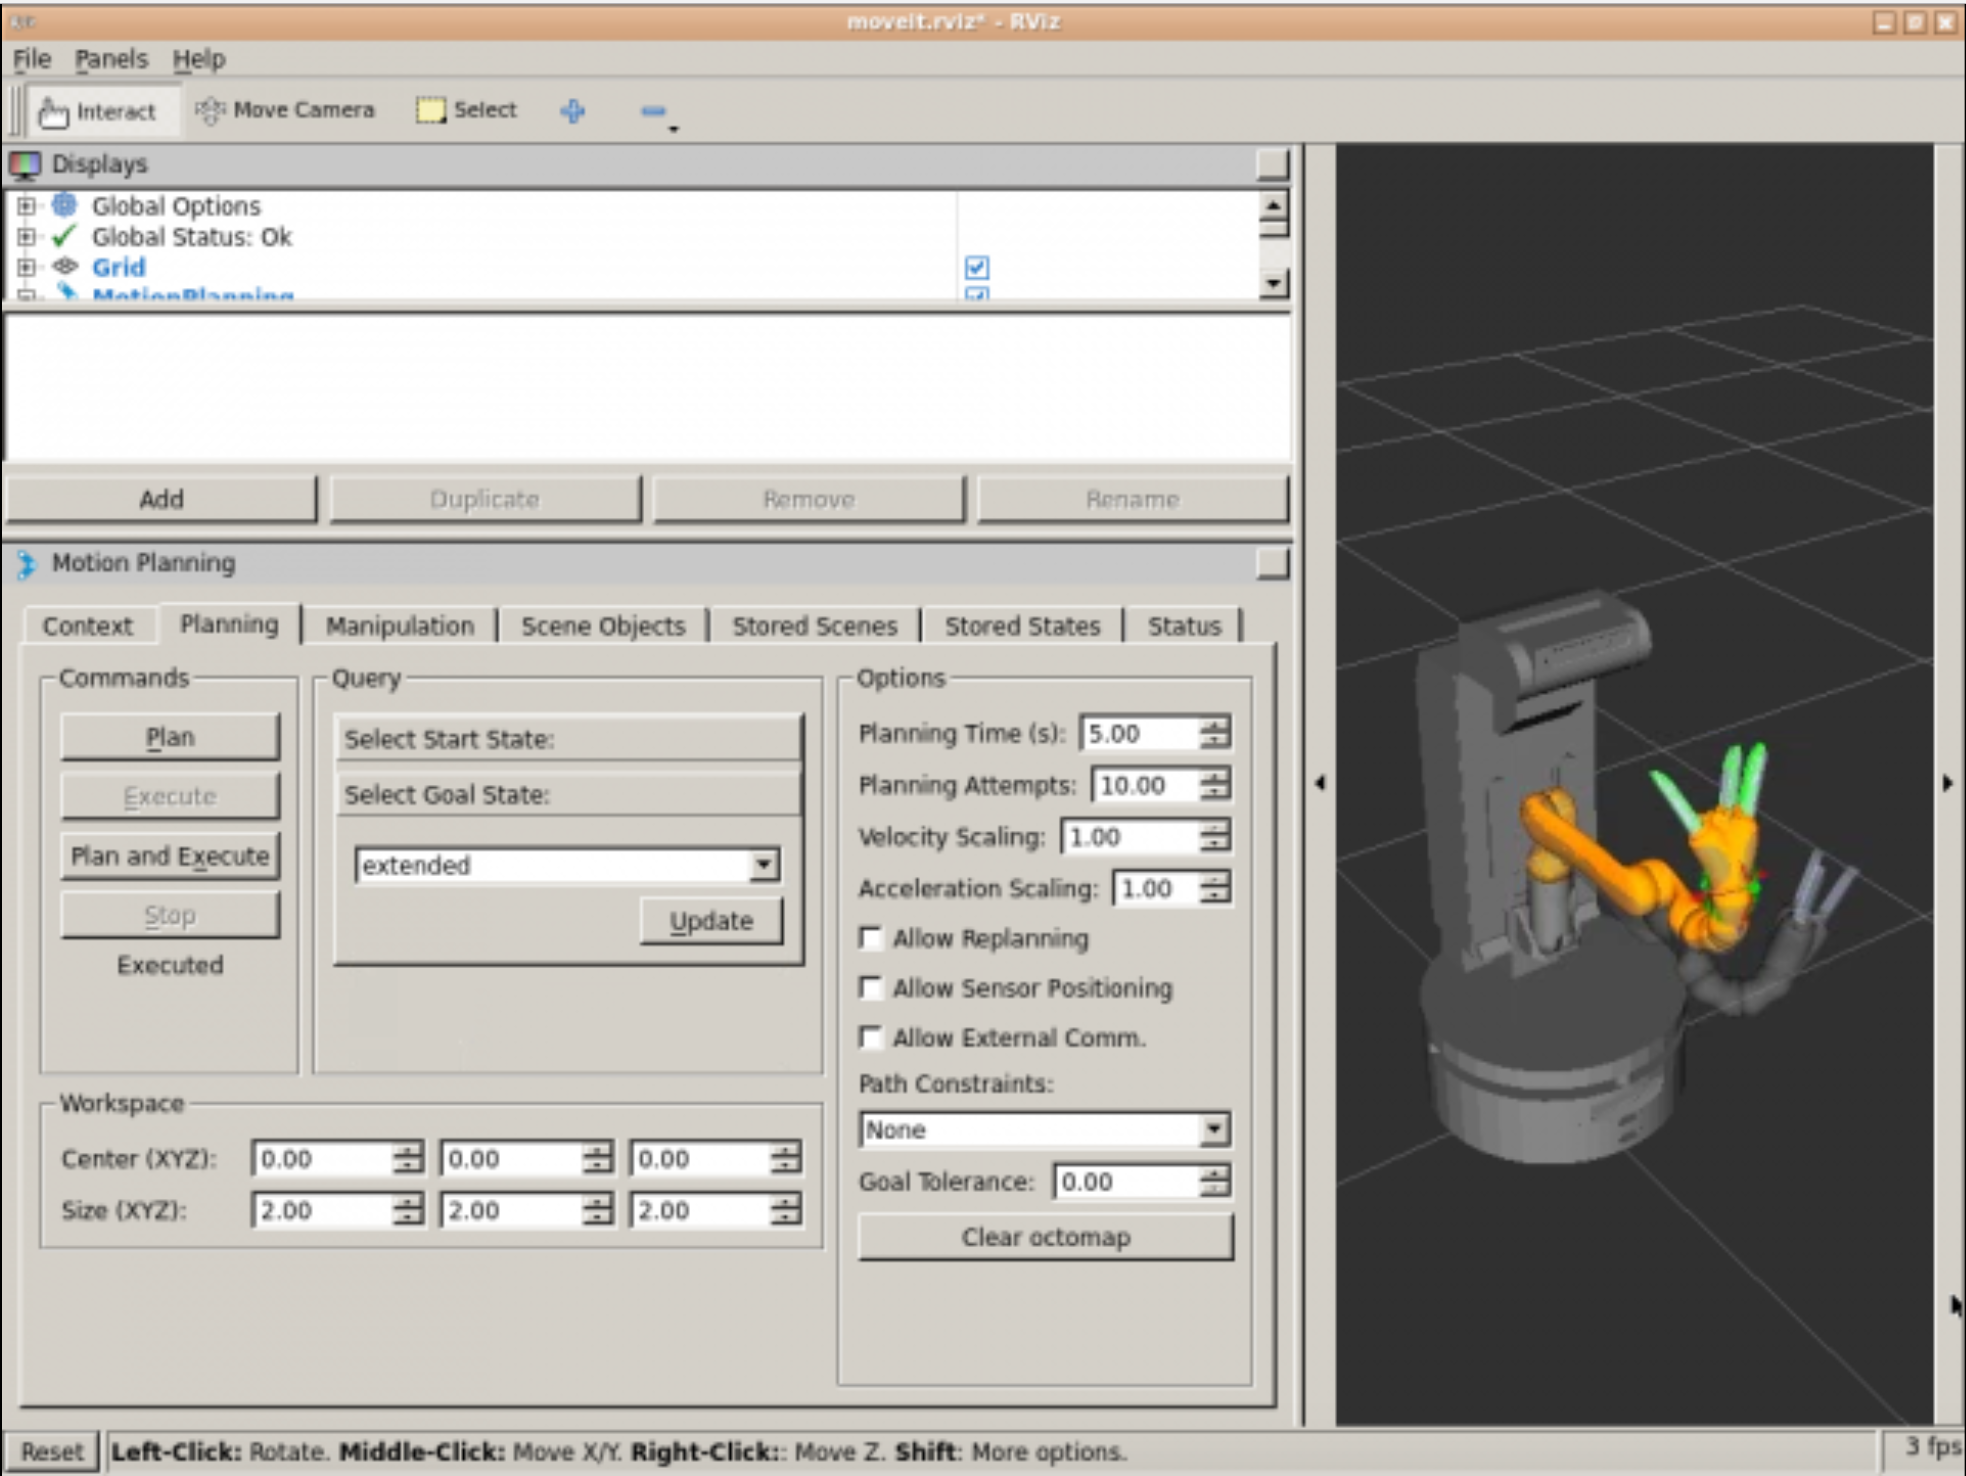 moveit.rviz* - RViz
File Panels Help
Interact Move Camera Select
Displays
Global Options
Global Status: Ok
Grid
MotionPlanning
Add Duplicate Remove Rename
Motion Planning
Context Planning Manipulation Scene Objects Stored Scenes Stored States Status
Commands
Plan
Execute
Plan and Execute
Stop
Executed
Query
Select Start State:
Select Goal State:
extended
Update
Options
Planning Time (s): 5.00
Planning Attempts: 10.00
Velocity Scaling: 1.00
Acceleration Scaling: 1.00
Allow Replanning
Allow Sensor Positioning
Allow External Comm.
Path Constraints:
None
Goal Tolerance: 0.00
Clear octomap
Workspace
Center (XYZ): 0.00 0.00 0.00
Size (XYZ): 2.00 2.00 2.00
Reset Left-Click: Rotate. Middle-Click: Move X/Y. Right-Click:: Move Z. Shift: More options. 3 fps